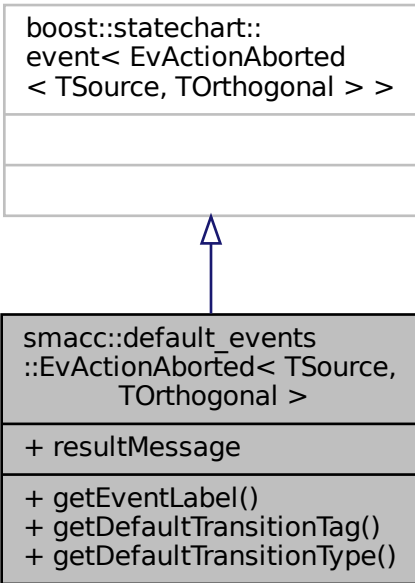 boost::statechart::
event< EvActionAborted
< TSource, TOrthogonal > >
smacc::default_events
::EvActionAborted< TSource,
TOrthogonal >
+ resultMessage
+ getEventLabel()
+ getDefaultTransitionTag()
+ getDefaultTransitionType()